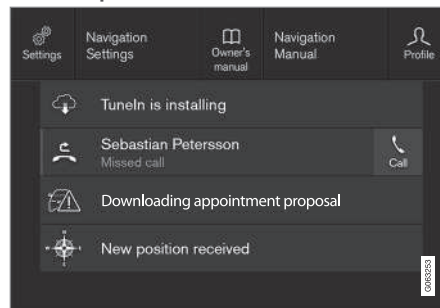 Settings
Navigation
Settings
Owner's
manual
Navigation
Manual
Profile
TuneIn is installing
Sebastian Petersson
Missed call
Call
Downloading appointment proposal
New position received
G063253